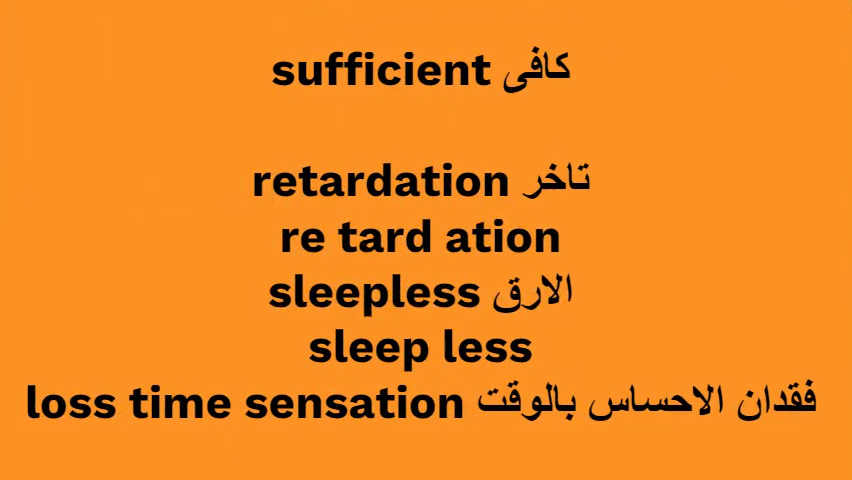 sufficient كافى
retardation تاخر
re tard ation
sleepless الارق
sleep less
loss time sensation فقدان الاحساس بالوقت